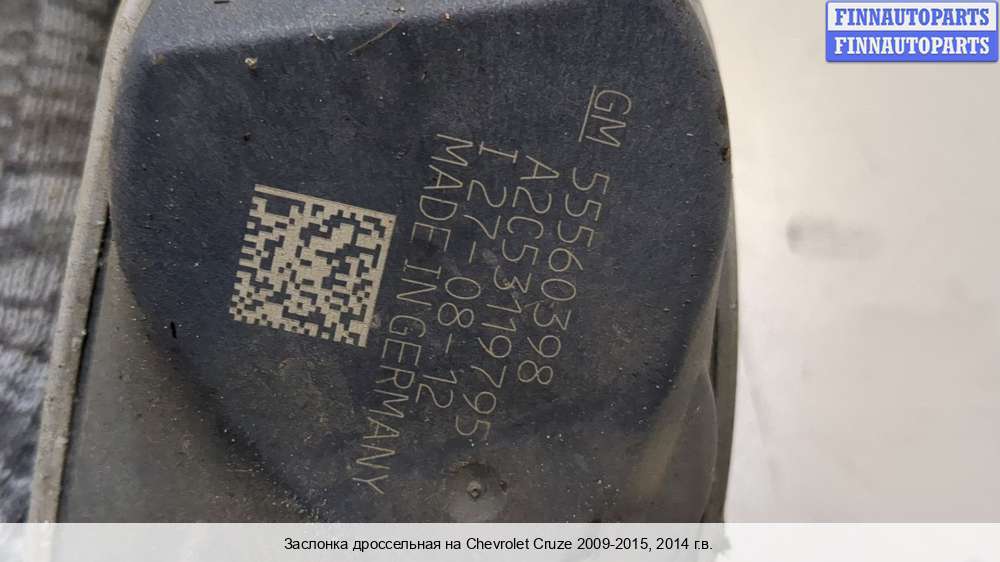 FINNAUTOPARTS
FINNAUTOPARTS
GM 55560398
A2C53119795
I 27-08-12
MADE IN GERMANY
Заслонка дроссельная на Chevrolet Cruze 2009-2015, 2014 г.в.